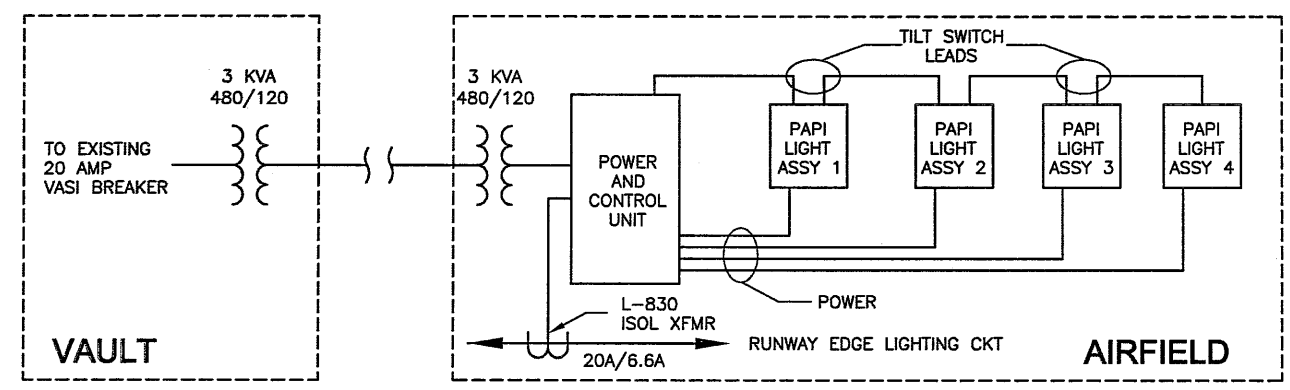 3 KVA
480/120
TO EXISTING
20 AMP
VASI BREAKER
VAULT
3 KVA
480/120
POWER
AND
CONTROL
UNIT
TILT SWITCH
LEADS
PAPI
LIGHT
ASSY 1
PAPI
LIGHT
ASSY 2
PAPI
LIGHT
ASSY 3
PAPI
LIGHT
ASSY 4
POWER
L-830
ISOL XFMR
20A/6.6A
RUNWAY EDGE LIGHTING CKT
AIRFIELD